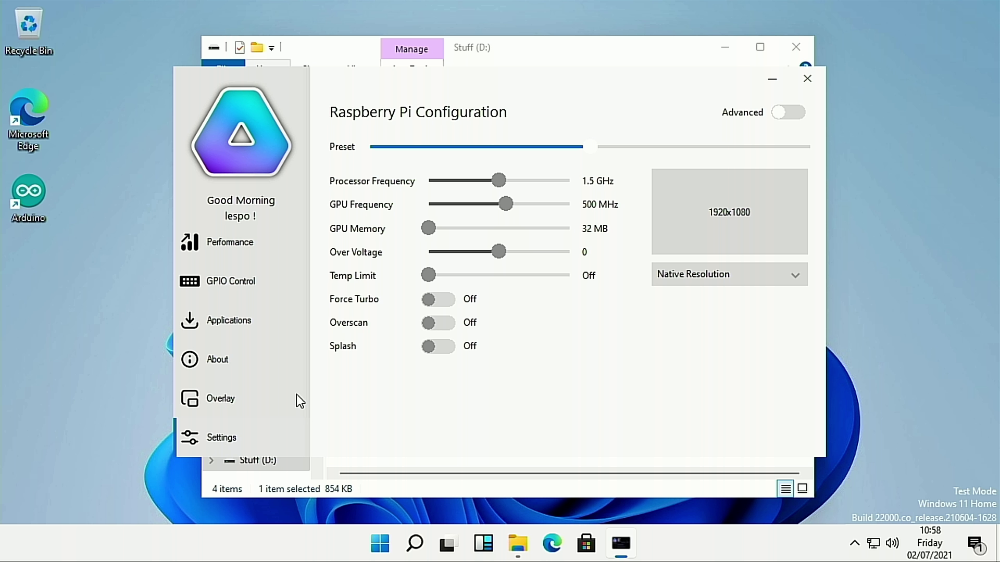 Recycle Bin
Microsoft
Edge
Arduino
Manage
Stuff (D:)
Raspberry Pi Configuration
Advanced
Preset
Processor Frequency
1.5 GHz
GPU Frequency
500 MHz
GPU Memory
32 MB
Over Voltage
0
Temp Limit
Off
Force Turbo
Off
Overscan
Off
Splash
Off
1920x1080
Native Resolution
Good Morning
lespo !
Performance
GPIO Control
Applications
About
Overlay
Settings
Stuff (D:)
4 items
1 item selected 854 KB
Test Mode
Windows 11 Home
Build 22000.co_release.210604-1628
10:58
Friday
02/07/2021
1